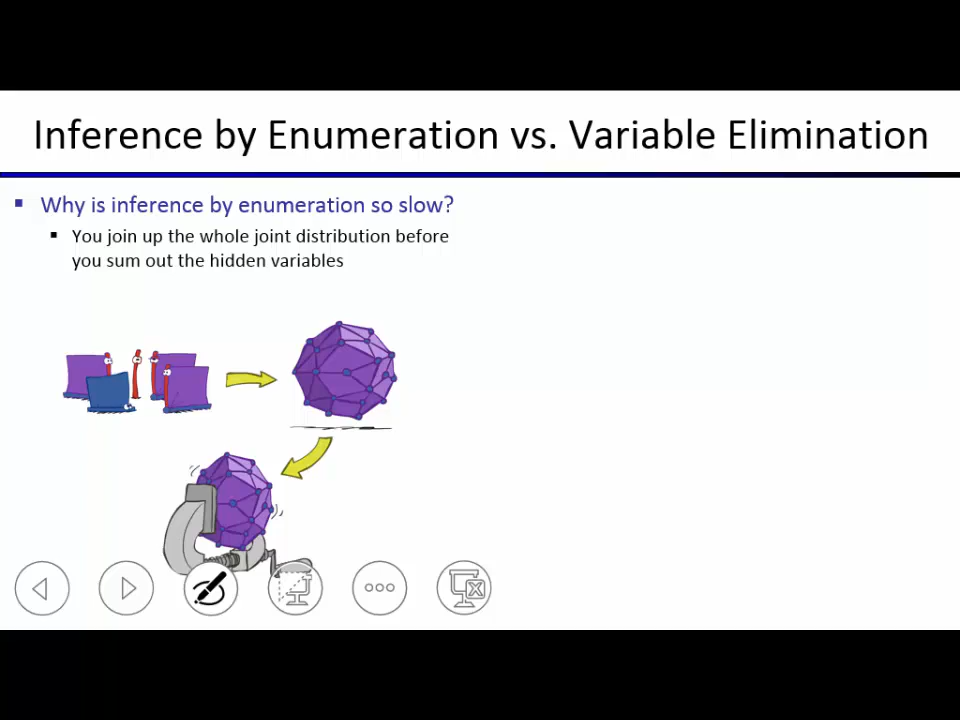 Inference by Enumeration vs. Variable Elimination
Why is inference by enumeration so slow?
You join up the whole joint distribution before
you sum out the hidden variables